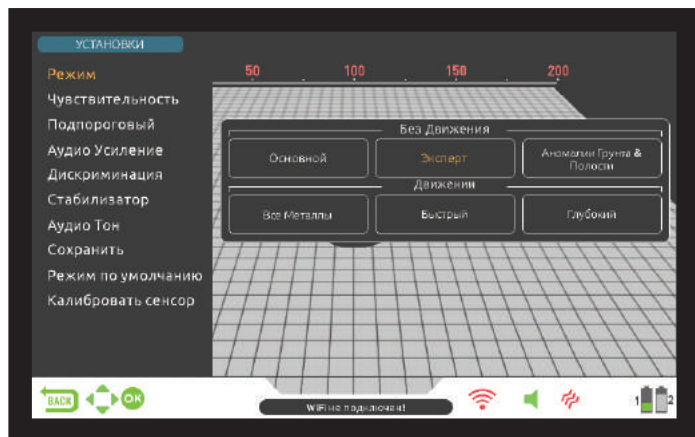 УСТАНОВКИ
Режим
Чувствительность
Подпороговый
Аудио Усиление
Дискриминация
Стабилизатор
Аудио Тон
Сохранить
Режим по умолчанию
Калибровать сенсор
50 100 150 200
Без Движения
Основной Эксперт Аномалии Грунта &
Полости
Движении
Все Металлы Быстрый Глубокий
BACK OK
WiFi не подключен!
1 2